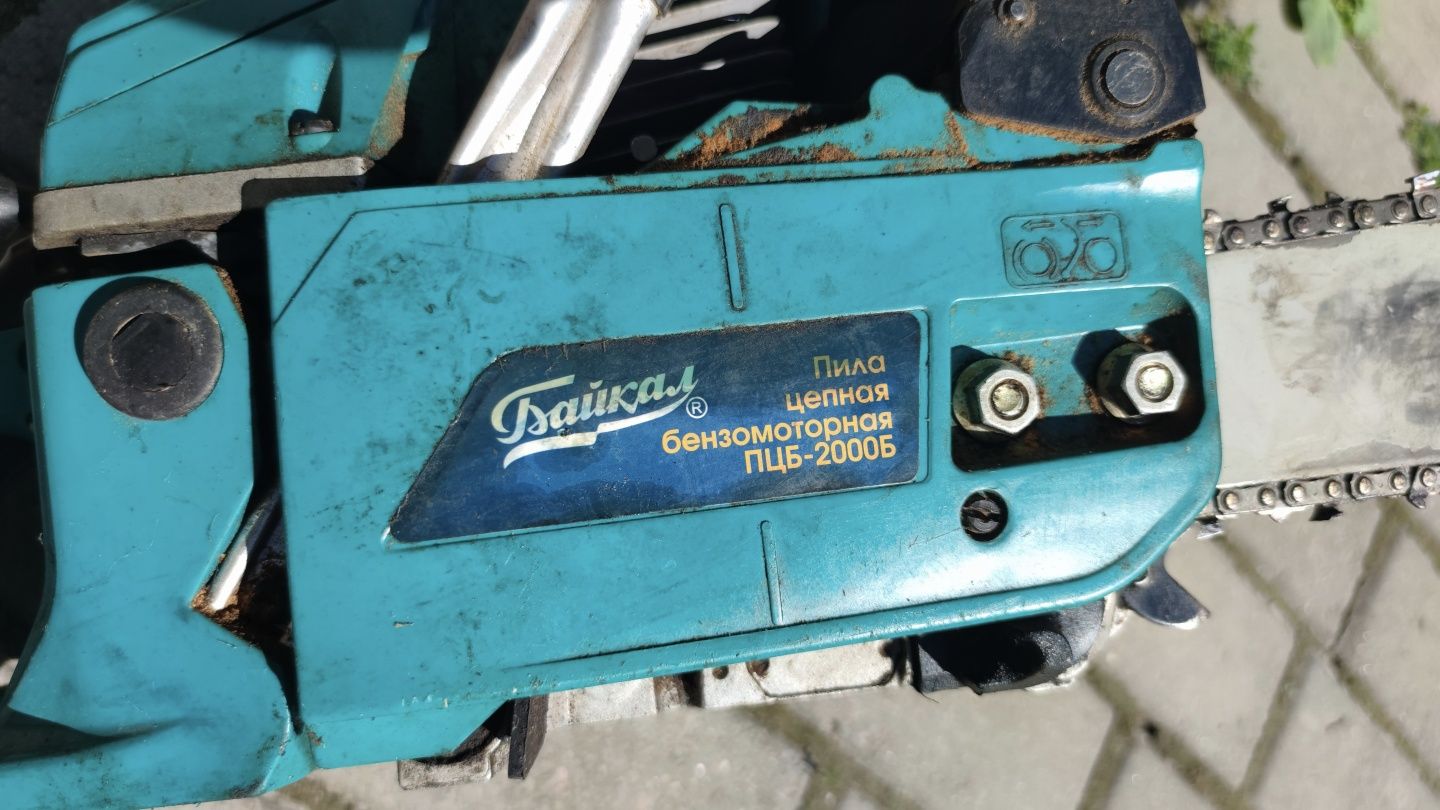 Байкал ®
Пила
цепная
бензомоторная
ПЦБ-2000Б